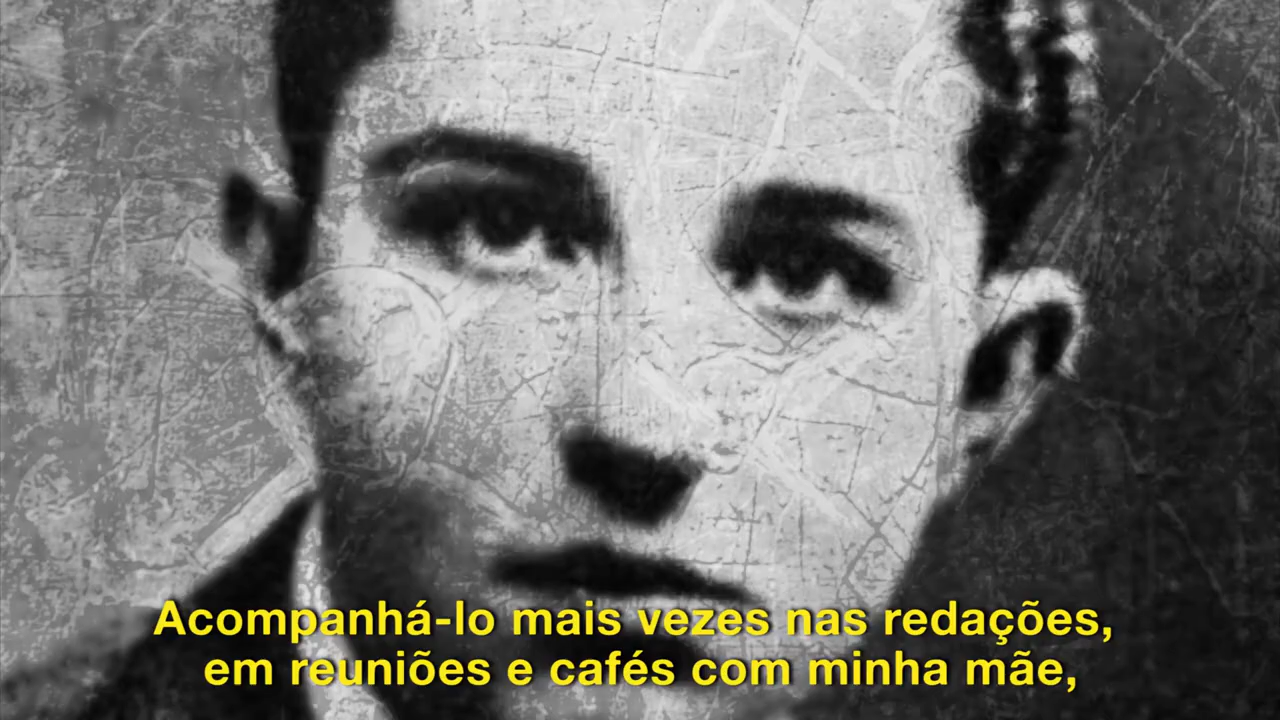 Acompanhá-lo mais vezes nas redações,
em reuniões e cafés com minha mãe,